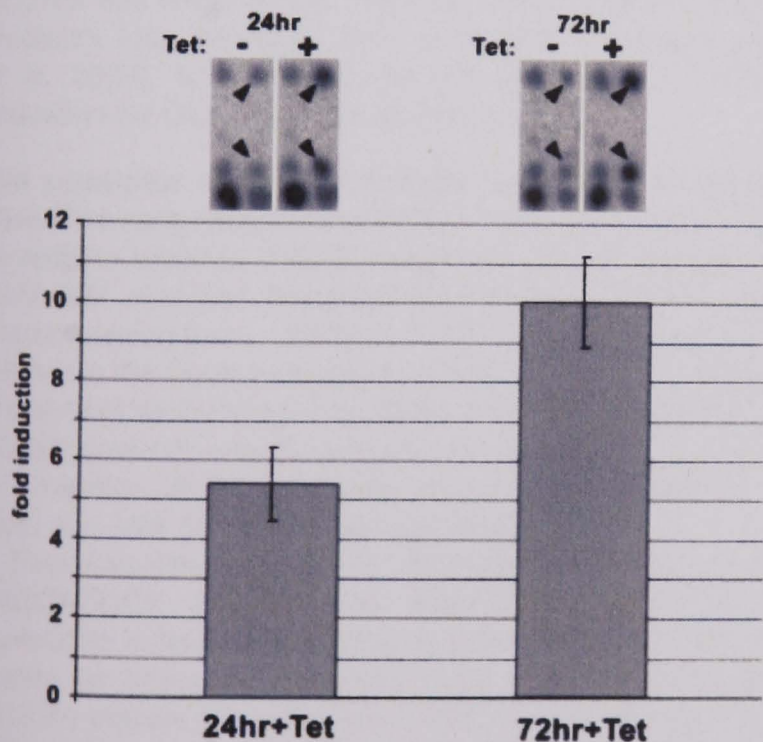 24hr
Tet: - +
72hr
Tet: - +
12
10
8
6
4
2
0
fold induction
24hr+Tet
72hr+Tet